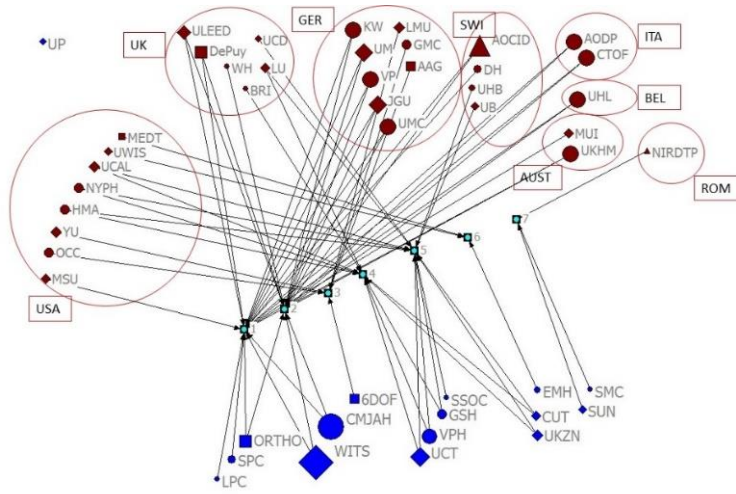 UP
UK
ULEED
DePuy
UCD
WH
LU
BRI
GER
KW
LMU
UM
GMC
VP
AAG
JGU
UMC
SWI
AOCID
DH
UHB
UB
AODP
CTOF
ITA
UHL
BEL
MUI
UKHM
AUST
NIRDTP
ROM
MEDT
UWIS
UCAL
NYPH
HMA
YU
OCC
MSU
USA
1
2
3
4
5
6
7
6DOF
CMJAH
ORTHO
WITS
SPC
LPC
SSOC
GSH
VPH
UCT
EMH
SMC
CUT
SUN
UKZN